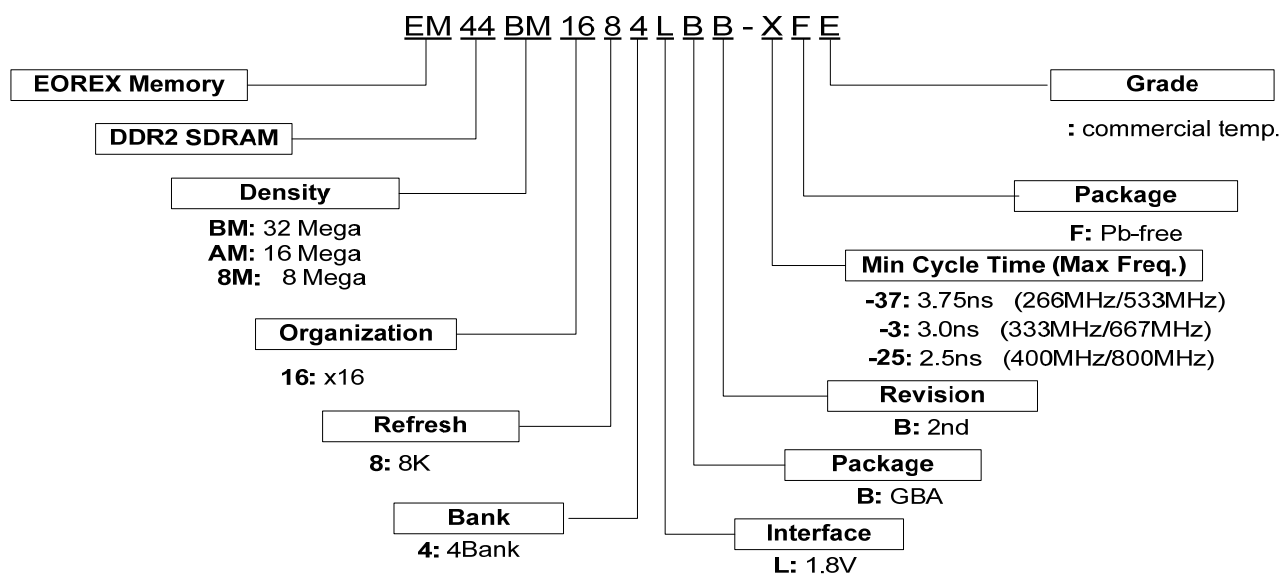 EM 44 BM 16 8 4 L B B - X F E
EOREX Memory
Grade
: commercial temp.
DDR2 SDRAM
Density
BM: 32 Mega
AM: 16 Mega
8M: 8 Mega
Package
F: Pb-free
Min Cycle Time (Max Freq.)
-37: 3.75ns (266MHz/533MHz)
-3: 3.0ns (333MHz/667MHz)
-25: 2.5ns (400MHz/800MHz)
Organization
16: x16
Revision
B: 2nd
Refresh
8: 8K
Package
B: GBA
Bank
4: 4Bank
Interface
L: 1.8V